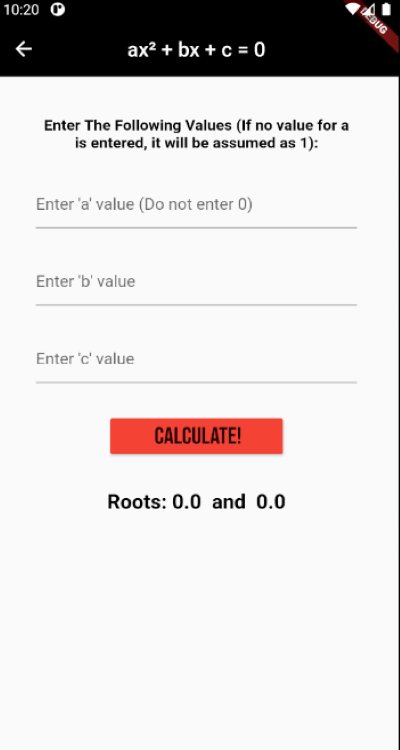 10:20
DEBUG
ax² + bx + c = 0
Enter The Following Values (If no value for a
is entered, it will be assumed as 1):
Enter 'a' value (Do not enter 0)
Enter 'b' value
Enter 'c' value
CALCULATE!
Roots: 0.0  and  0.0